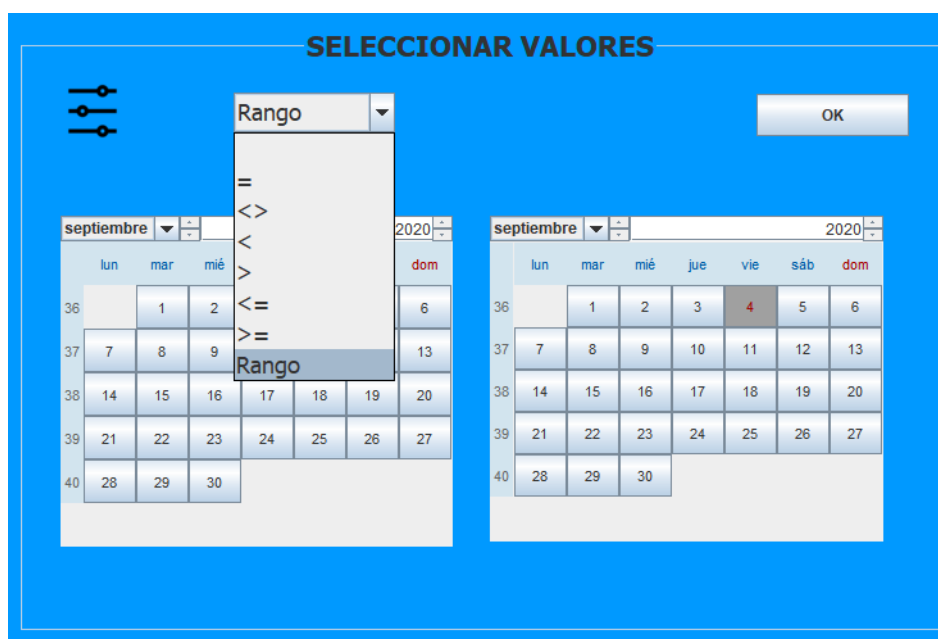 SELECCIONAR VALORES
Rango
OK
=
<>
<
>
<=
>=
Rango
septiembre 2020
lun mar mié dom
36 1 2 6
37 7 8 9 13
38 14 15 16 17 18 19 20
39 21 22 23 24 25 26 27
40 28 29 30
septiembre 2020
lun mar mié jue vie sáb dom
36 1 2 3 4 5 6
37 7 8 9 10 11 12 13
38 14 15 16 17 18 19 20
39 21 22 23 24 25 26 27
40 28 29 30